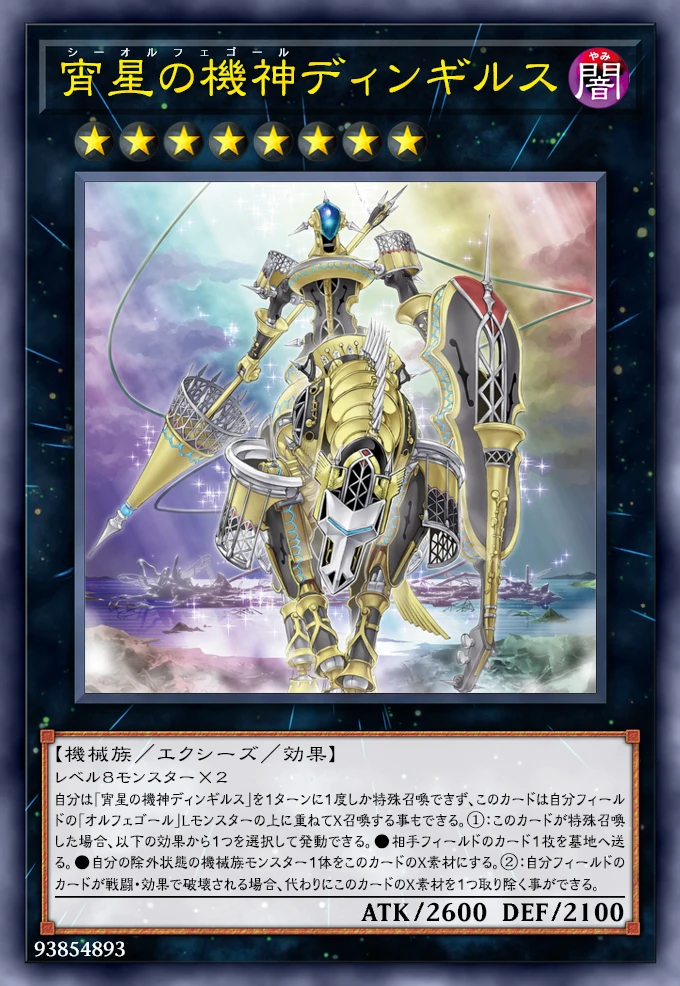 シーオルフェゴール
宵星の機神ディンギルス
やみ
闇
【機械族／エクシーズ／効果】
レベル８モンスター×２
自分は「宵星の機神ディンギルス」を1ターンに1度しか特殊召喚できず、このカードは自分フィール
ドの「オルフェゴール」Lモンスターの上に重ねてX召喚する事もできる。①：このカードが特殊召喚
した場合、以下の効果から1つを選択して発動できる。●相手フィールドのカード1枚を墓地へ送
る。●自分の除外状態の機械族モンスター1体をこのカードのX素材にする。②：自分フィールドの
カードが戦闘・効果で破壊される場合、代わりにこのカードのX素材を1つ取り除く事ができる。
ATK/2600 DEF/2100
93854893